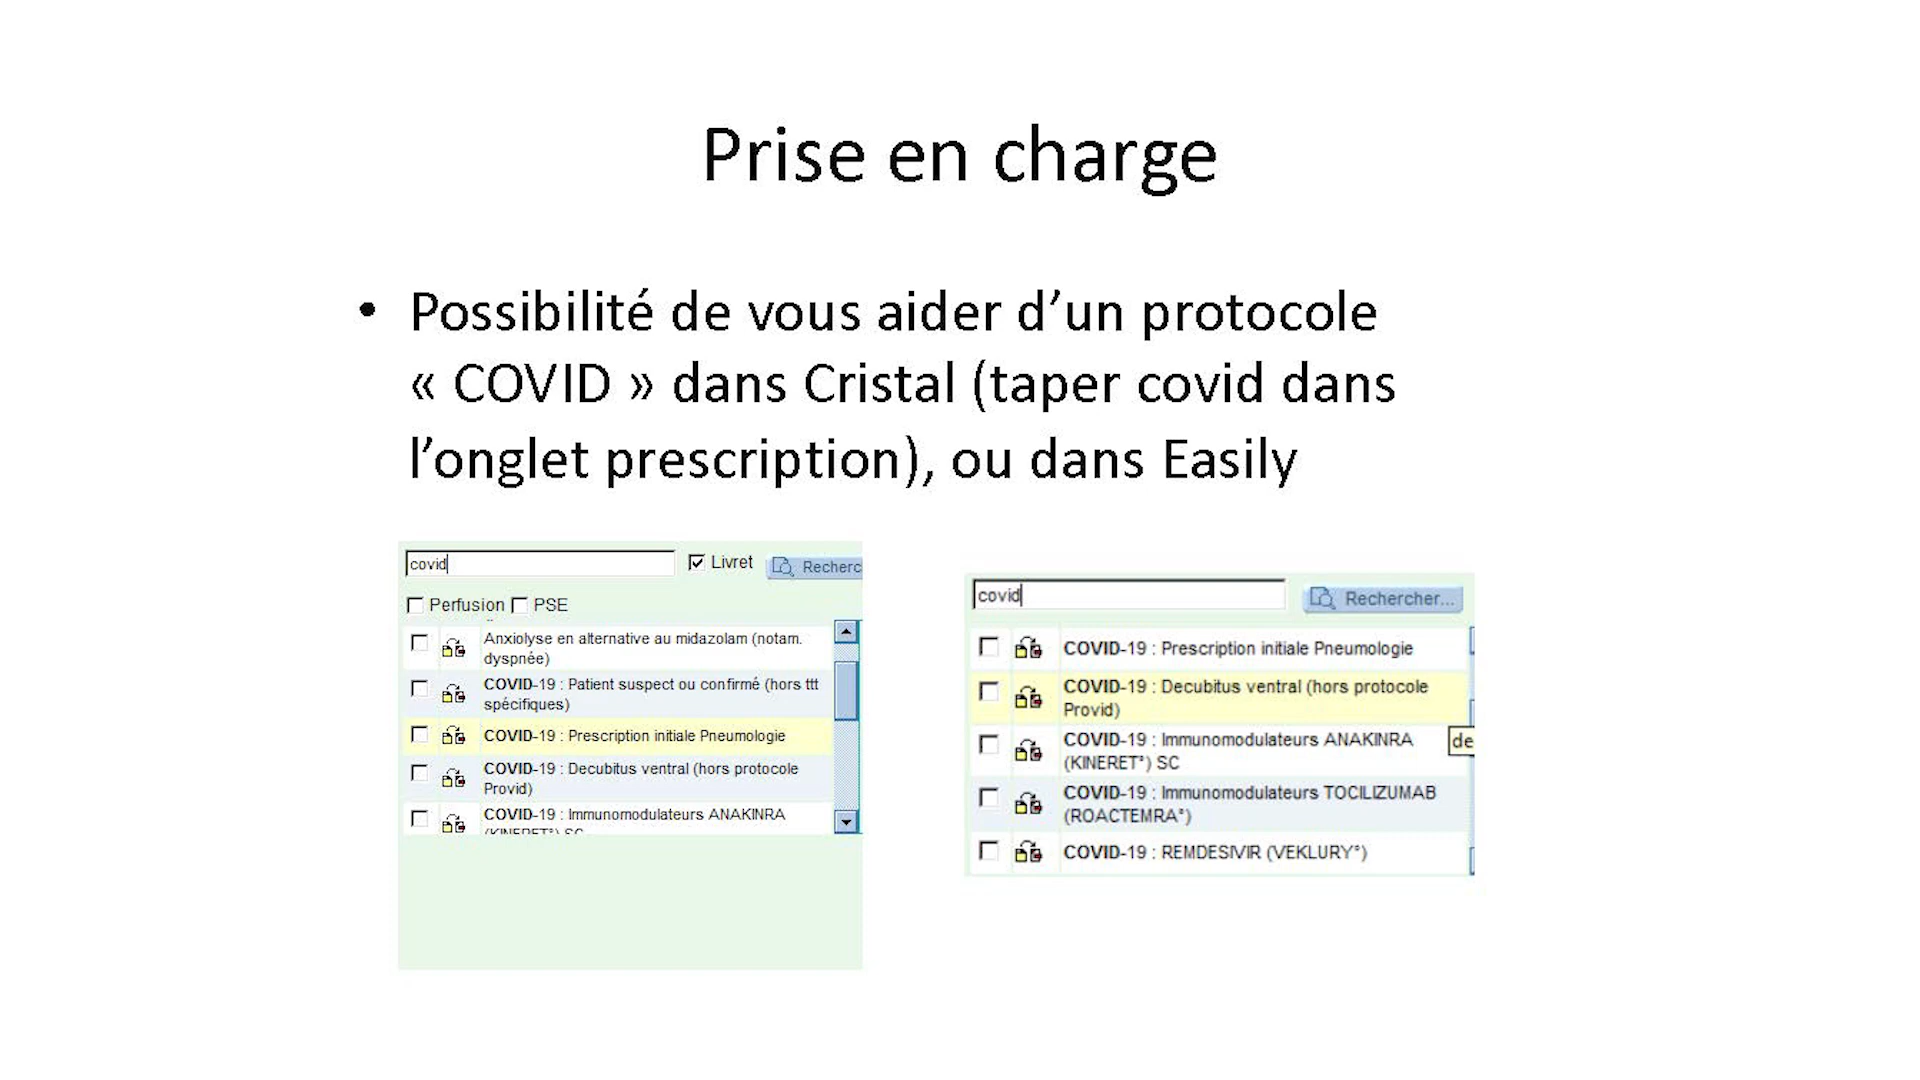 Prise en charge
• Possibilité de vous aider d’un protocole
« COVID » dans Cristal (taper covid dans
l’onglet prescription), ou dans Easily
covid
Livret
Recherc
Perfusion
PSE
Anxiolyse en alternative au midazolam (notam.
dyspnée)
COVID-19 : Patient suspect ou confirmé (hors ttt
spécifiques)
COVID-19 : Prescription initiale Pneumologie
COVID-19 : Decubitus ventral (hors protocole
Provid)
COVID-19 : Immunomodulateurs ANAKINRA
(KINERET°) SC
covid
Rechercher...
COVID-19 : Prescription initiale Pneumologie
COVID-19 : Decubitus ventral (hors protocole
Provid)
de
COVID-19 : Immunomodulateurs ANAKINRA
(KINERET°) SC
COVID-19 : Immunomodulateurs TOCILIZUMAB
(ROACTEMRA°)
COVID-19 : REMDESIVIR (VEKLURY°)